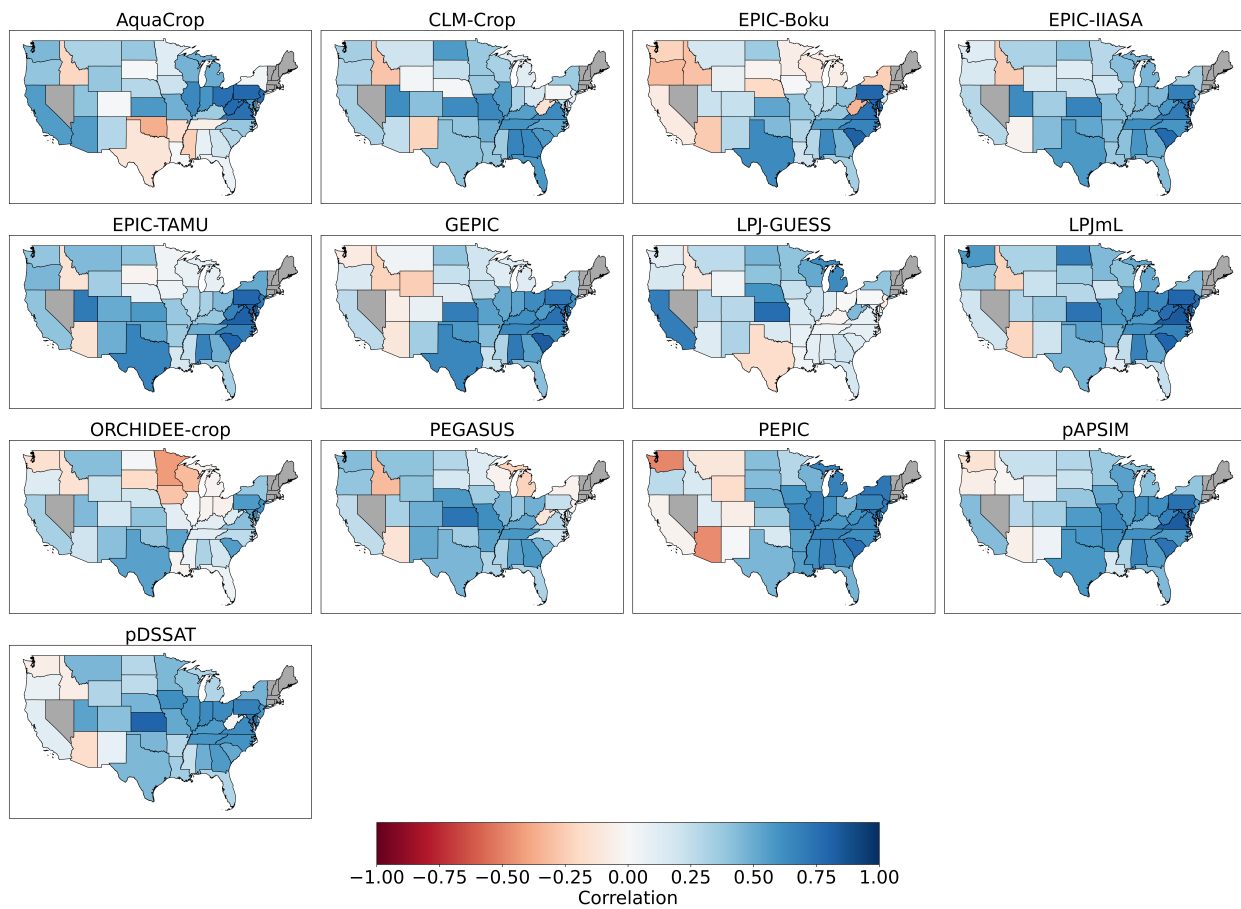 AquaCrop
CLM-Crop
EPIC-Boku
EPIC-IIASA
EPIC-TAMU
GEPIC
LPJ-GUESS
LPJmL
ORCHIDEE-crop
PEGASUS
PEPIC
pAPSIM
pDSSAT
−1.00 −0.75 −0.50 −0.25 0.00 0.25 0.50 0.75 1.00
Correlation